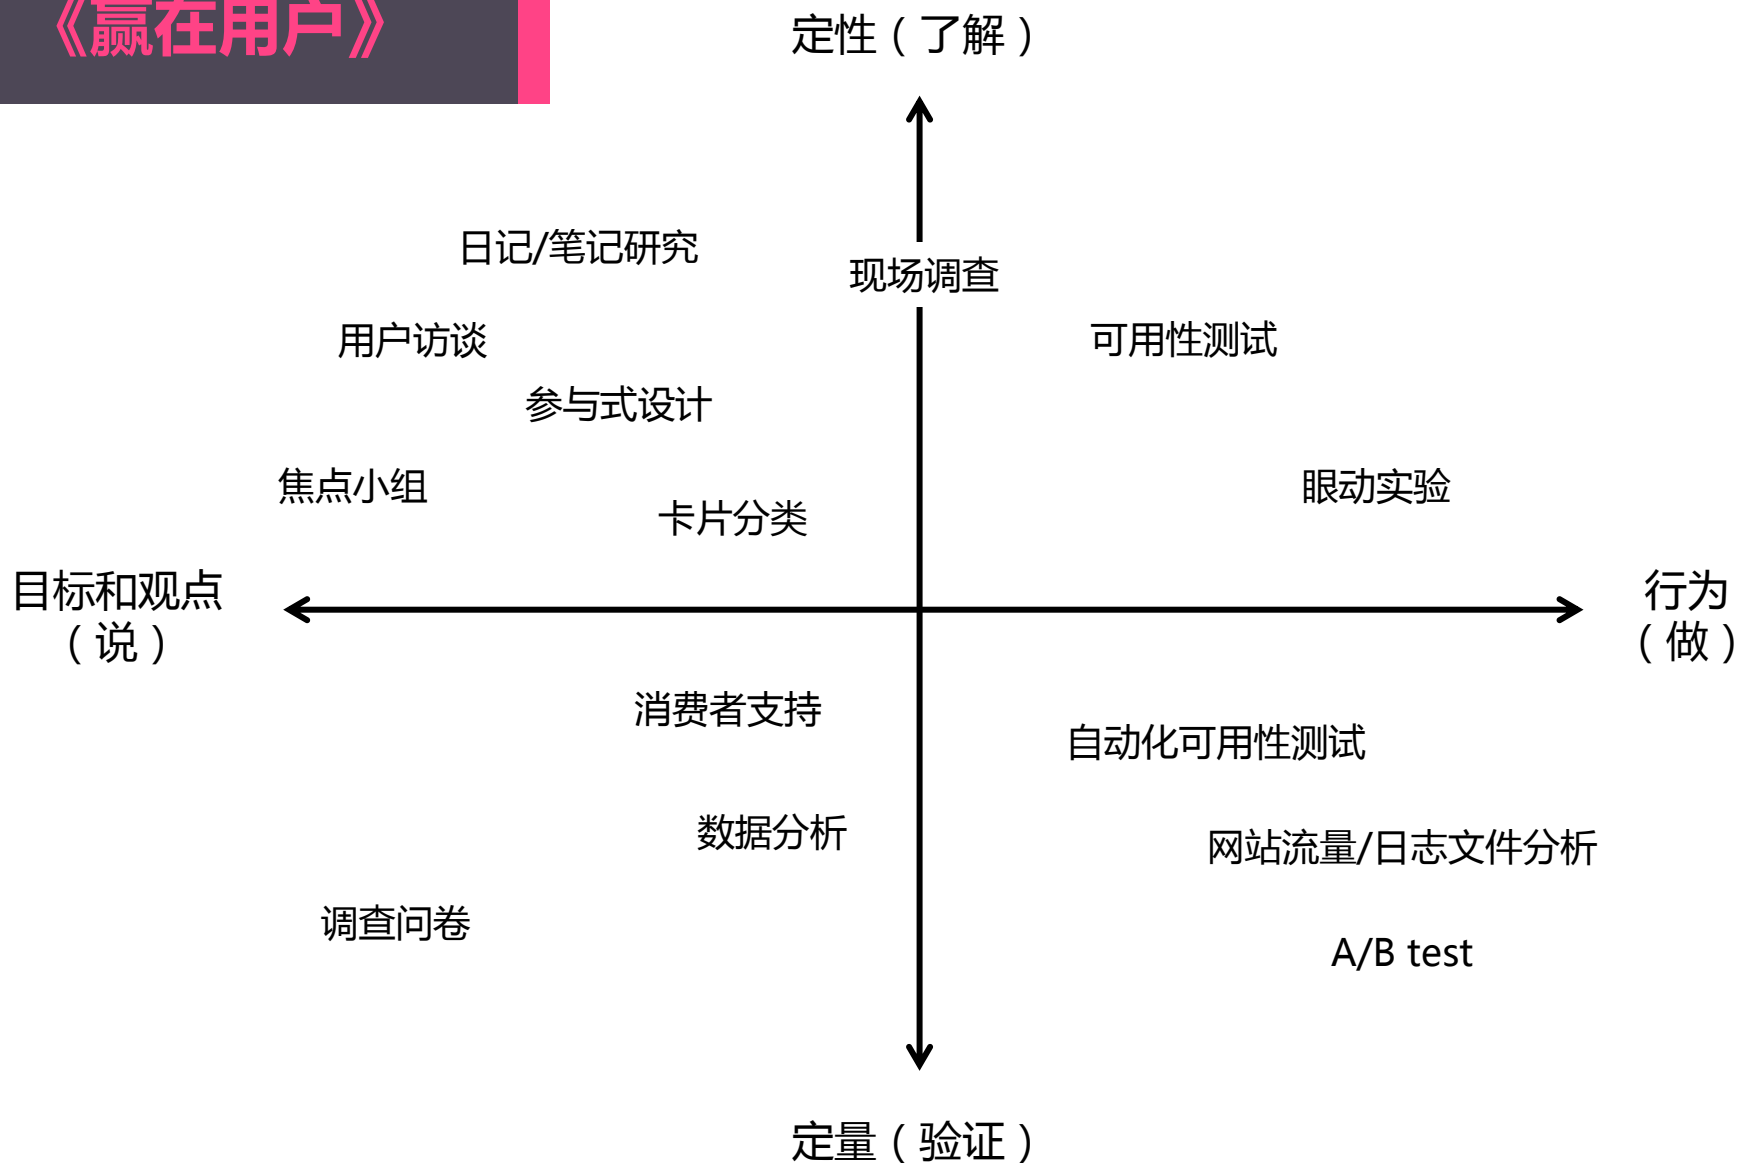 《赢在用户》
定性（了解）
日记/笔记研究
现场调查
用户访谈
可用性测试
参与式设计
焦点小组
眼动实验
卡片分类
目标和观点
（说）
行为
（做）
消费者支持
自动化可用性测试
数据分析
网站流量/日志文件分析
调查问卷
A/B test
定量（验证）